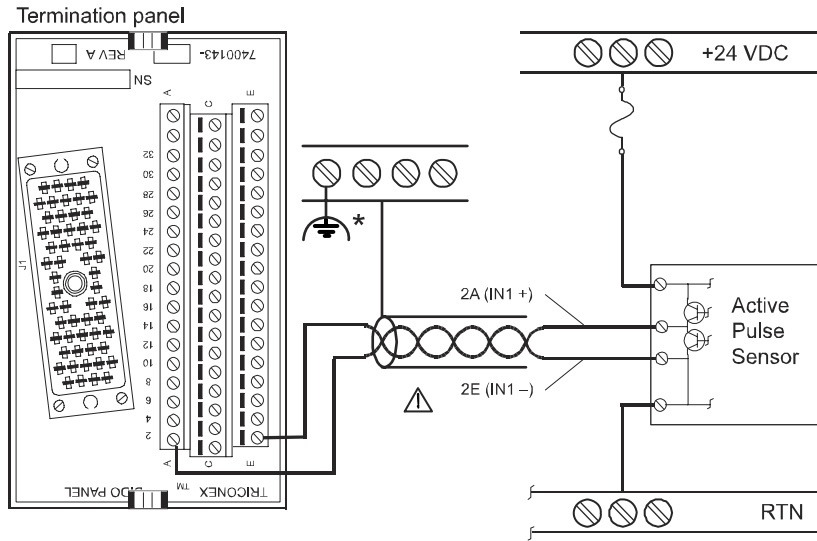 Termination panel
7400143-
REV A
SN
A
C
E
32
30
28
26
24
22
20
18
16
14
12
10
8
6
4
2
J1
A
C
E
DIDO PANEL
TRICONEX ™
*
2A (IN1 +)
2E (IN1 –)
+24 VDC
Active
Pulse
Sensor
RTN